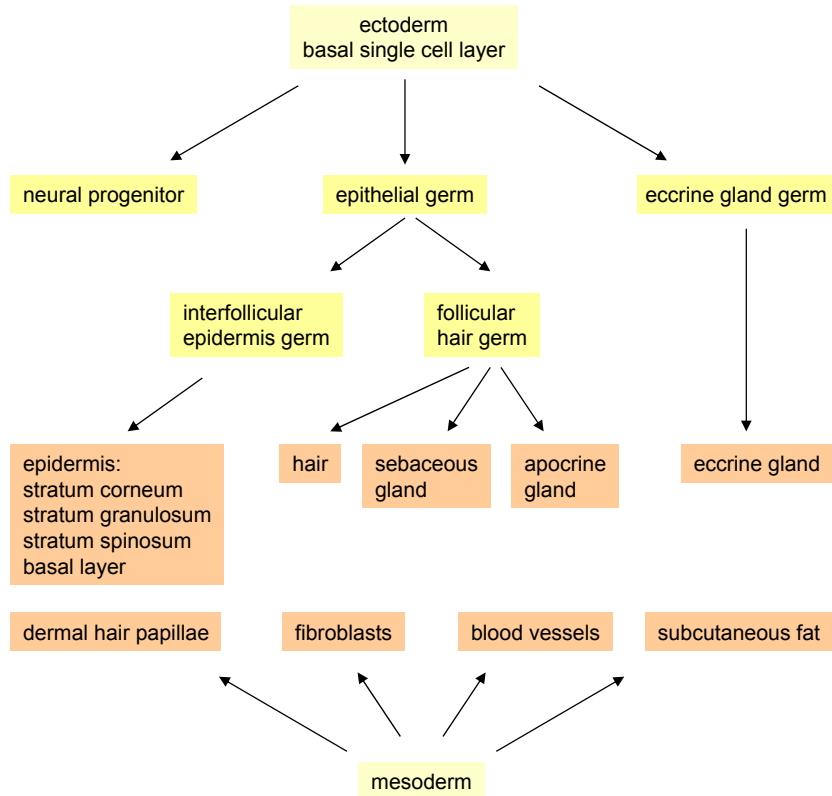 ectoderm
basal single cell layer
neural progenitor
epithelial germ
eccrine gland germ
interfollicular
epidermis germ
follicular
hair germ
epidermis:
stratum corneum
stratum granulosum
stratum spinosum
basal layer
hair
sebaceous
gland
apocrine
gland
eccrine gland
dermal hair papillae
fibroblasts
blood vessels
subcutaneous fat
mesoderm